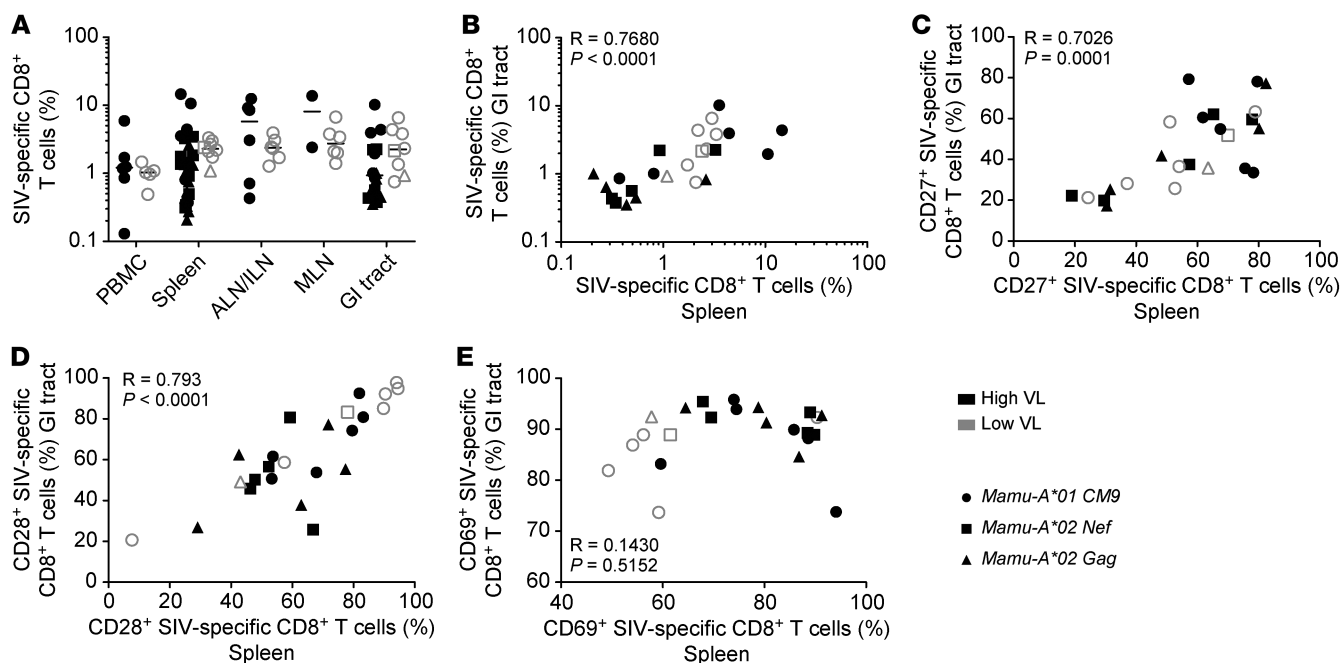 A
SIV-specific CD8⁺
T cells (%)
100
10
1
0.1
PBMC
Spleen
ALN/ILN
MLN
GI tract
B
R = 0.7680
P < 0.0001
SIV-specific CD8⁺
T cells (%) GI tract
100
10
1
0.1
0.1
1
10
100
SIV-specific CD8⁺ T cells (%)
Spleen
C
R = 0.7026
P = 0.0001
CD27⁺ SIV-specific
CD8⁺ T cells (%) GI tract
100
80
60
40
20
0
0
20
40
60
80
100
CD27⁺ SIV-specific CD8⁺ T cells (%)
Spleen
D
R = 0.793
P < 0.0001
CD28⁺ SIV-specific
CD8⁺ T cells (%) GI tract
100
80
60
40
20
0
0
20
40
60
80
100
CD28⁺ SIV-specific CD8⁺ T cells (%)
Spleen
E
CD69⁺ SIV-specific
CD8⁺ T cells (%) GI tract
100
90
80
70
60
R = 0.1430
P = 0.5152
40
60
80
100
CD69⁺ SIV-specific CD8⁺ T cells (%)
Spleen
High VL
Low VL
Mamu-A*01 CM9
Mamu-A*02 Nef
Mamu-A*02 Gag